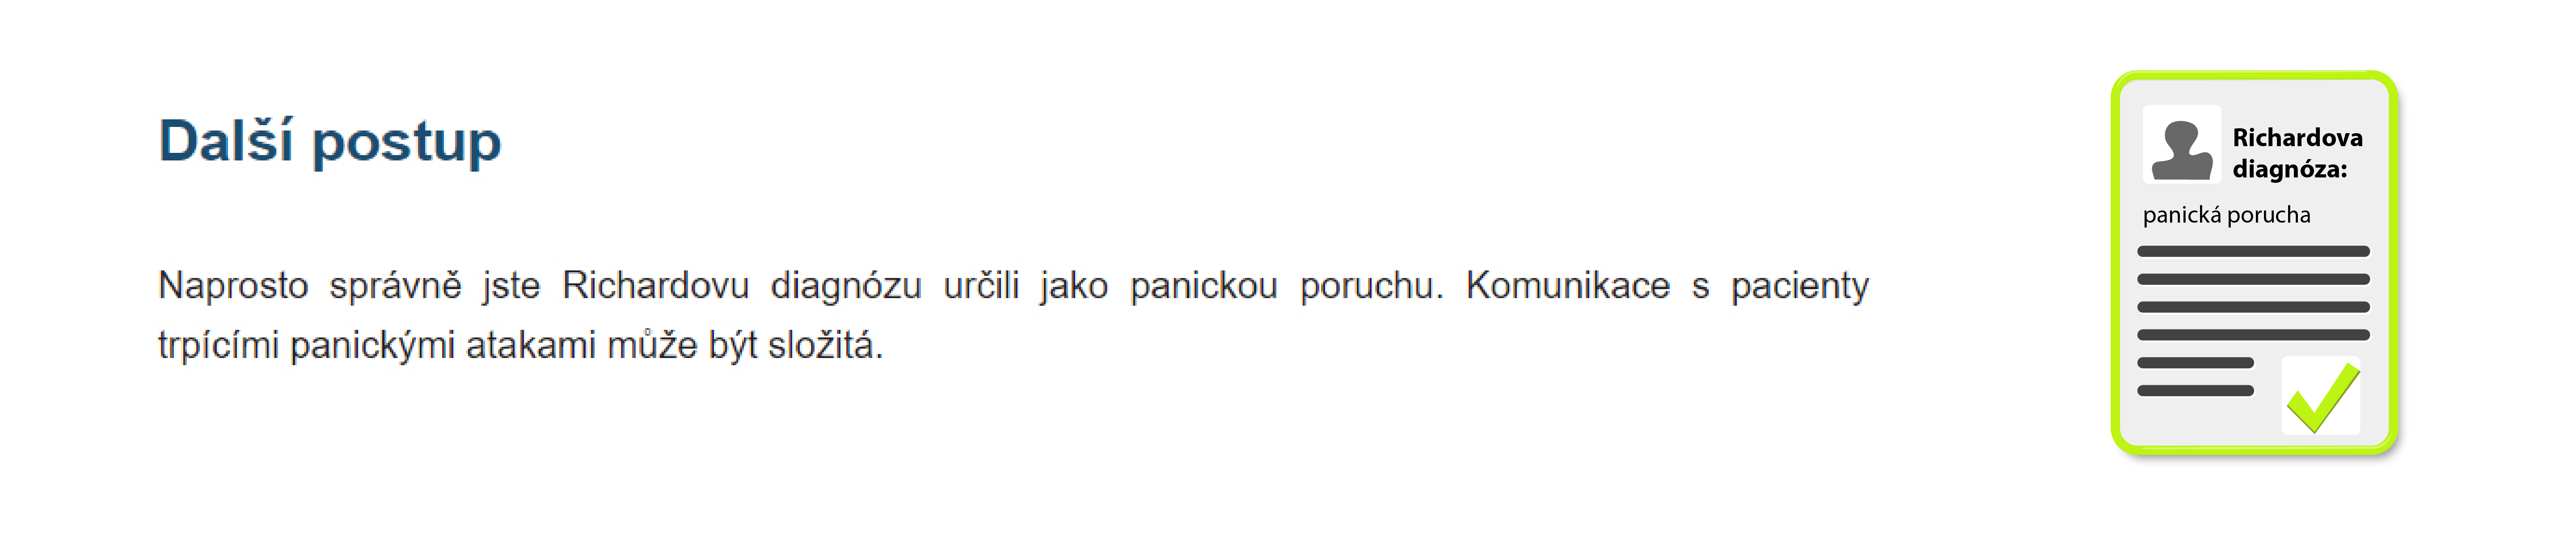 Další postup
Naprosto správně jste Richardovu diagnózu určili jako panickou poruchu. Komunikace s pacienty
trpícími panickými atakami může být složitá.
Richardova
diagnóza:
panická porucha